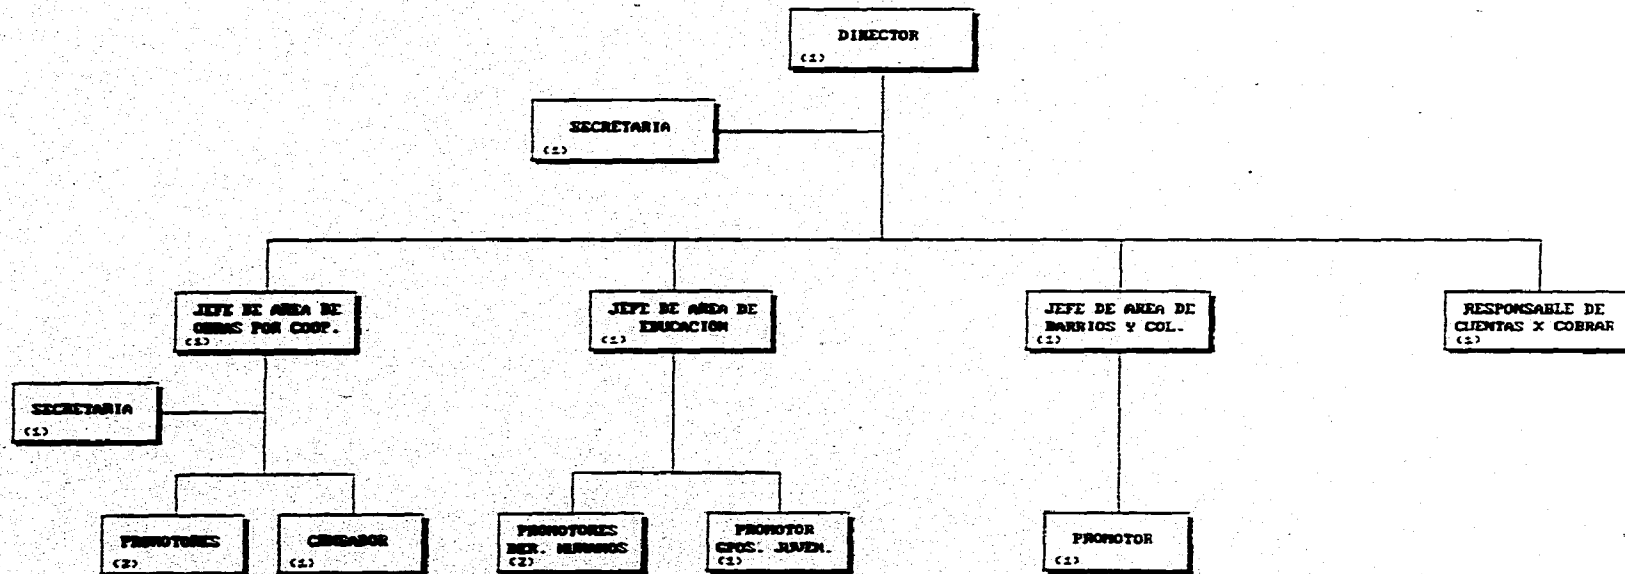 DIRECTOR
(1)
SECRETARIA
(1)
JEFE DE AREA DE
OBRAS POR COOP.
(1)
JEFE DE AREA DE
EDUCACIÓN
(1)
JEFE DE AREA DE
BARRIOS Y COL.
(1)
RESPONSABLE DE
CUENTAS X COBRAR
(1)
SECRETARIA
(1)
PROMOTORES
(2)
CENSADOR
(1)
PROMOTORES
DER. HUMANOS
(2)
PROMOTOR
GPOS. JUVEN.
(1)
PROMOTOR
(1)